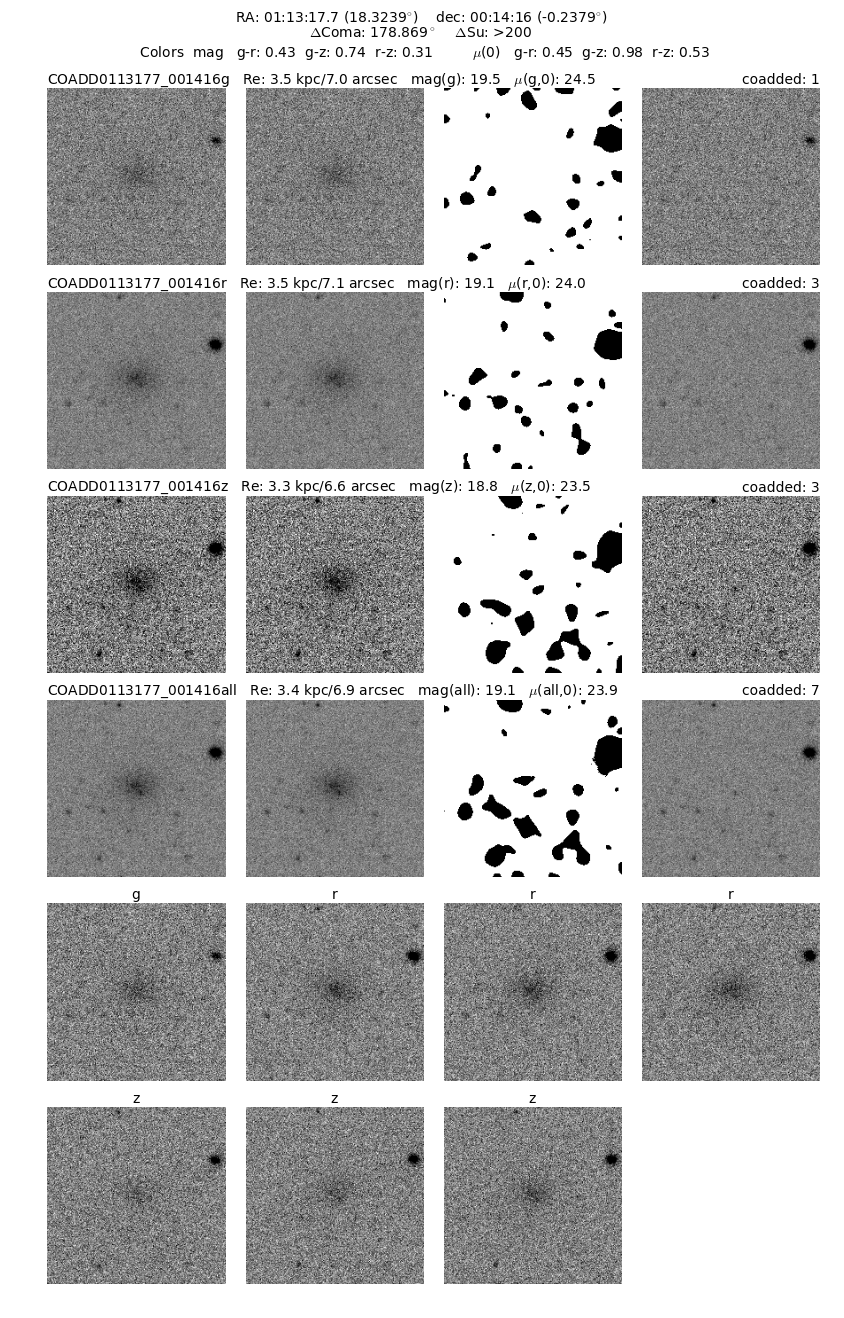 RA: 01:13:17.7 (18.3239°) dec: 00:14:16 (-0.2379°)
ΔComa: 178.869° ΔSu: >200
Colors mag g-r: 0.43 g-z: 0.74 r-z: 0.31 μ(0) g-r: 0.45 g-z: 0.98 r-z: 0.53
COADD0113177_001416g Re: 3.5 kpc/7.0 arcsec mag(g): 19.5 μ(g,0): 24.5 coadded: 1
COADD0113177_001416r Re: 3.5 kpc/7.1 arcsec mag(r): 19.1 μ(r,0): 24.0 coadded: 3
COADD0113177_001416z Re: 3.3 kpc/6.6 arcsec mag(z): 18.8 μ(z,0): 23.5 coadded: 3
COADD0113177_001416all Re: 3.4 kpc/6.9 arcsec mag(all): 19.1 μ(all,0): 23.9 coadded: 7
g r r r
z z z